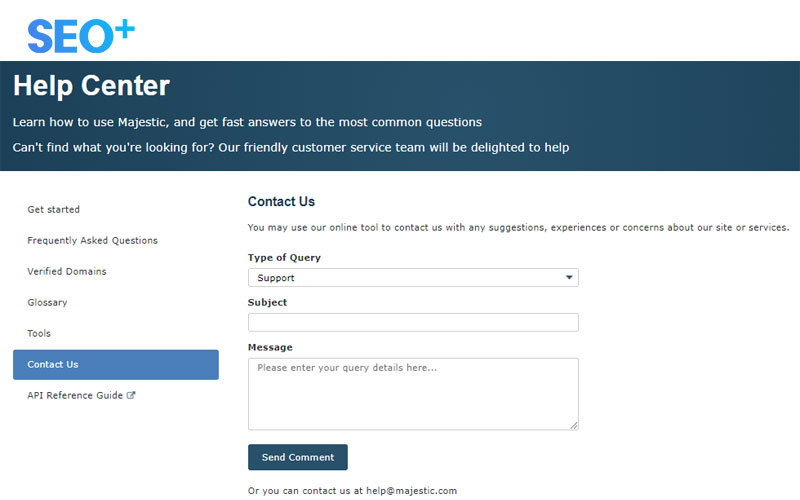 SEO+
Help Center
Learn how to use Majestic, and get fast answers to the most common questions
Can't find what you're looking for? Our friendly customer service team will be delighted to help
Get started
Frequently Asked Questions
Verified Domains
Glossary
Tools
Contact Us
API Reference Guide
Contact Us
You may use our online tool to contact us with any suggestions, experiences or concerns about our site or services.
Type of Query
Support
Subject
Message
Please enter your query details here...
Send Comment
Or you can contact us at help@majestic.com